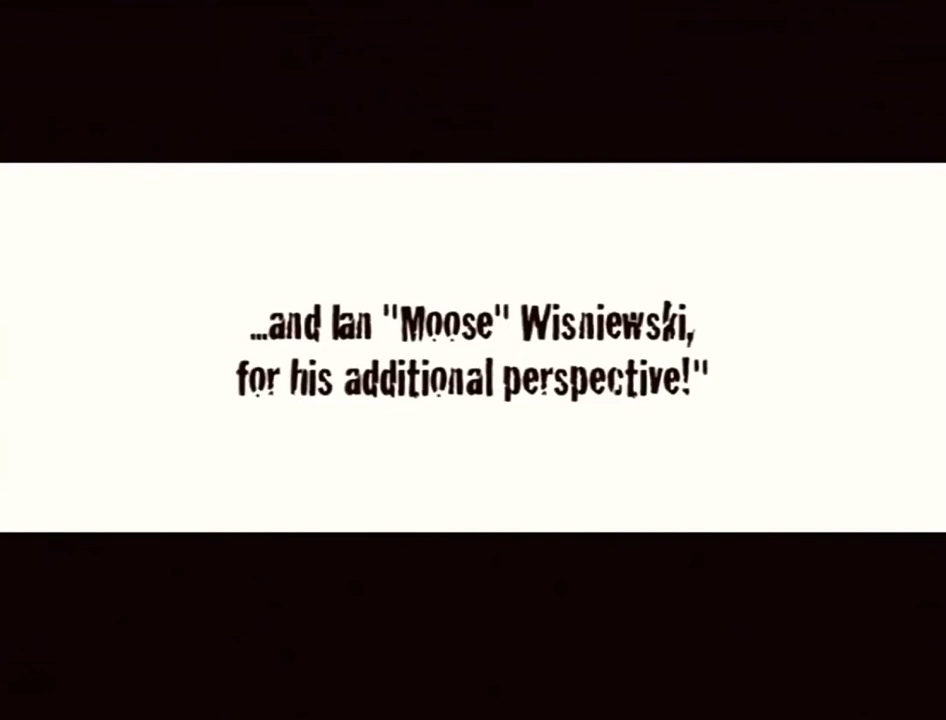 ...and Ian "Moose" Wisniewski,
for his additional perspective!"